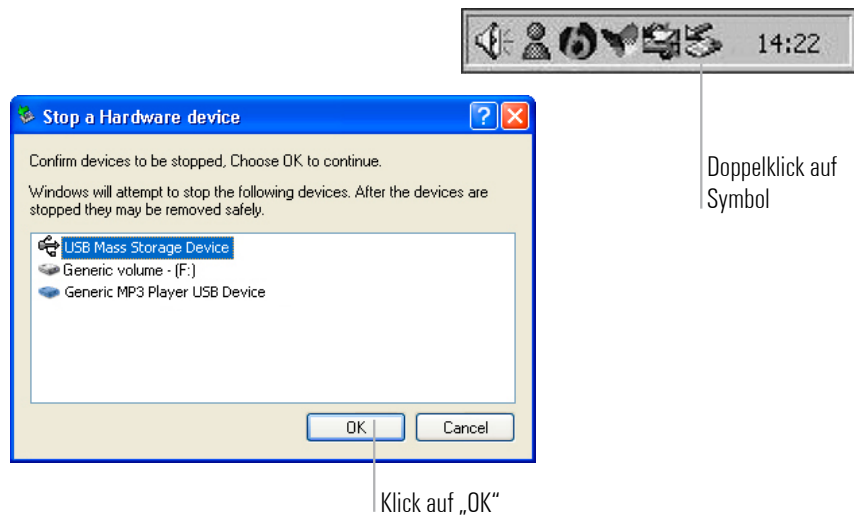 14:22
Doppelklick auf
Symbol
Stop a Hardware device
Confirm devices to be stopped, Choose OK to continue.
Windows will attempt to stop the following devices. After the devices are
stopped they may be removed safely.
USB Mass Storage Device
Generic volume - (F:)
Generic MP3 Player USB Device
OK
Cancel
Klick auf „OK“